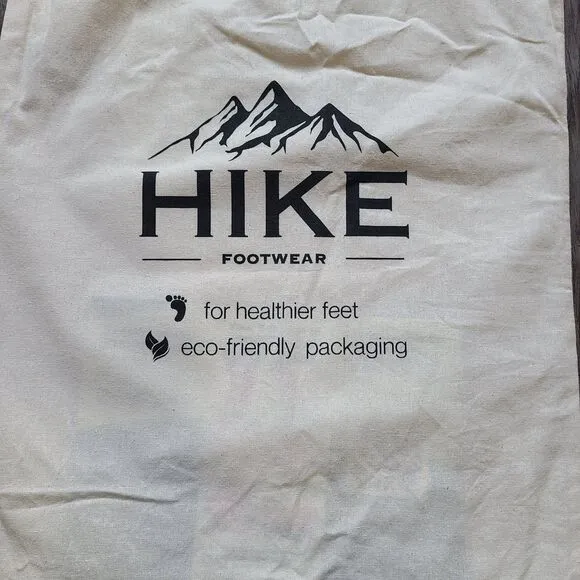 HIKE
FOOTWEAR
for healthier feet
eco-friendly packaging